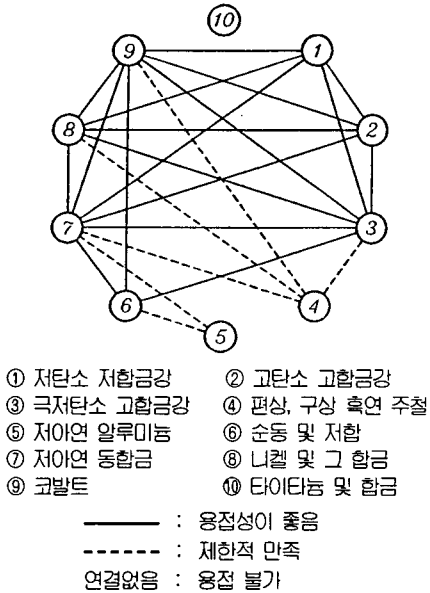 10
9
1
8
2
7
3
6
4
5
① 저탄소 저합금강 ② 고탄소 고합금강
③ 극저탄소 고합금강 ④ 편상, 구상 흑연 주철
⑤ 저아연 알루미늄 ⑥ 순동 및 저합
⑦ 저아연 동합금 ⑧ 니켈 및 그 합금
⑨ 코발트 ⑩ 타이타늄 및 합금
: 용접성이 좋음
: 제한적 만족
연결없음 : 용접 불가